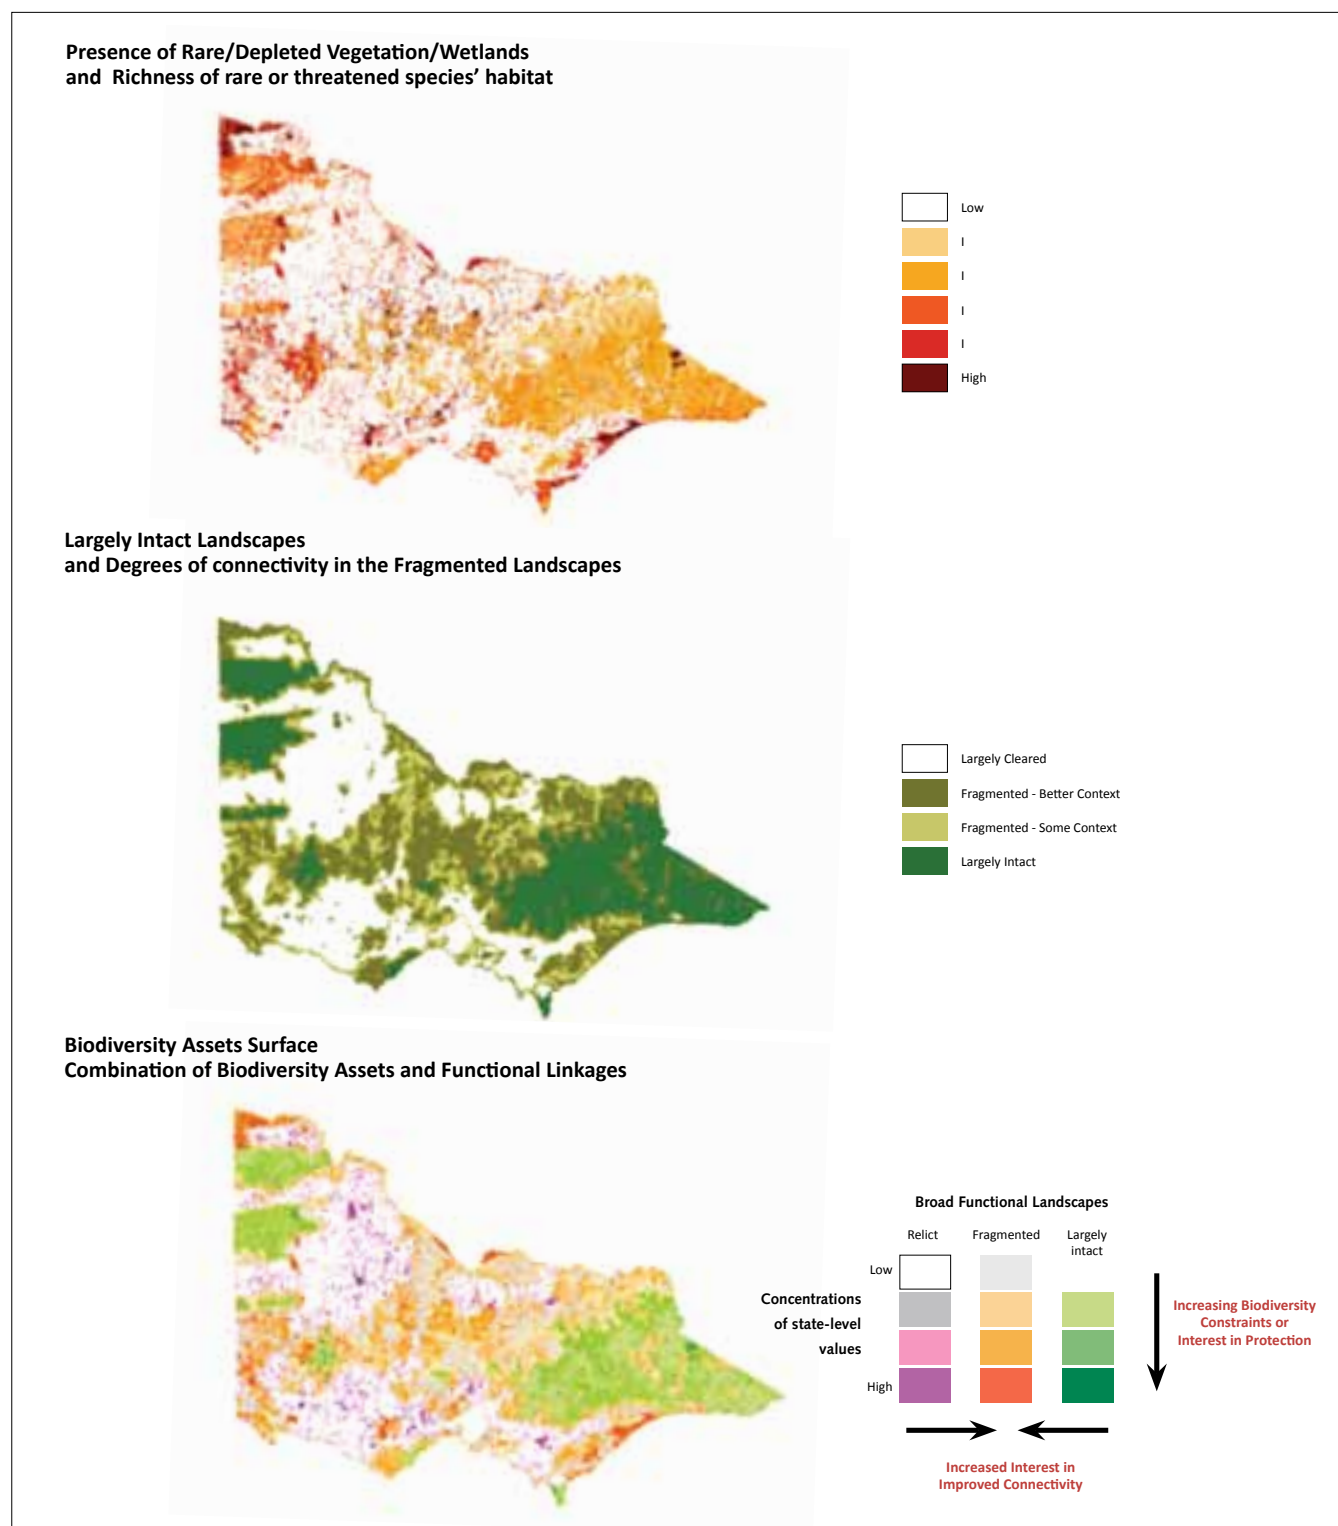 Presence of Rare/Depleted Vegetation/Wetlands
and Richness of rare or threatened species' habitat
Low
I
I
I
I
High
Largely Intact Landscapes
and Degrees of connectivity in the Fragmented Landscapes
Largely Cleared
Fragmented - Better Context
Fragmented - Some Context
Largely Intact
Biodiversity Assets Surface
Combination of Biodiversity Assets and Functional Linkages
Broad Functional Landscapes
Relict
Fragmented
Largely
intact
Low
Concentrations
of state-level
values
High
Increasing Biodiversity
Constraints or
Interest in Protection
Increased Interest in
Improved Connectivity